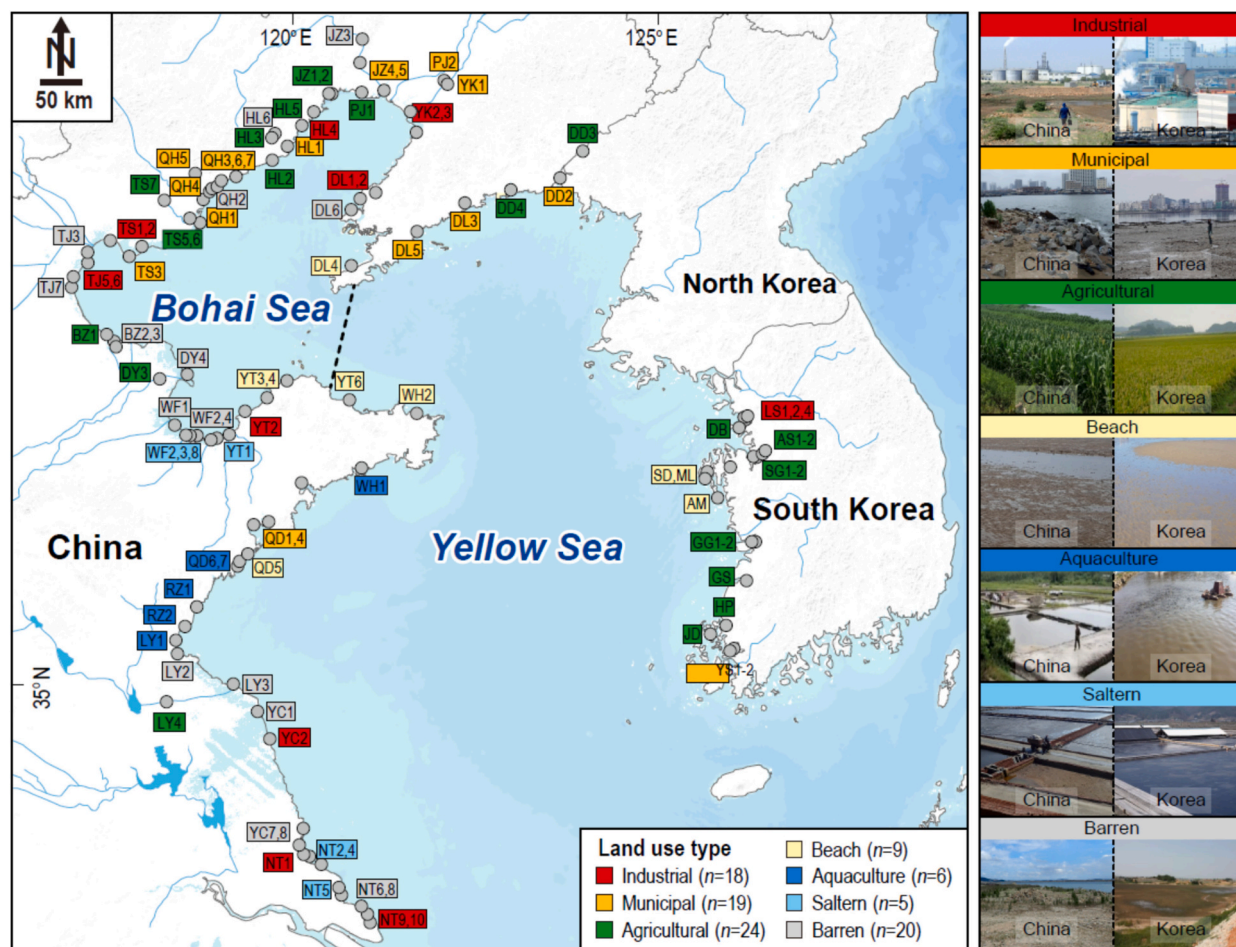 N
50 km
120°E
125°E
35°N
JZ3
PJ2
JZ1,2
JZ4,5
YK1
HL5
PJ1
YK2,3
HL6
HL4
HL3
HL1
DD3
QH5
QH3,6,7
HL2
TS7
QH4
QH2
DL1,2
DD2
DL6
DL3
DD4
QH1
TJ3
TS1,2
TS5,6
DL5
TS3
DL4
TJ5,6
TJ7
Bohai Sea
North Korea
BZ1
BZ2,3
DY4
DY3
YT3,4
YT6
WH2
WF1
WF2,4
YT2
LS1,2,4
DB
AS1-2
WF2,3,8
YT1
SG1-2
SD,ML
WH1
AM
South Korea
China
QD1,4
Yellow Sea
GG1-2
QD6,7
QD5
GS
RZ1
HP
RZ2
JD
LY1
YS1-2
LY2
LY3
YC1
LY4
YC2
YC7,8
NT2,4
NT1
NT5
NT6,8
NT9,10
Land use type
Industrial (n=18)
Municipal (n=19)
Agricultural (n=24)
Beach (n=9)
Aquaculture (n=6)
Saltern (n=5)
Barren (n=20)
Industrial
China
Korea
Municipal
China
Korea
Agricultural
China
Korea
Beach
China
Korea
Aquaculture
China
Korea
Saltern
China
Korea
Barren
China
Korea